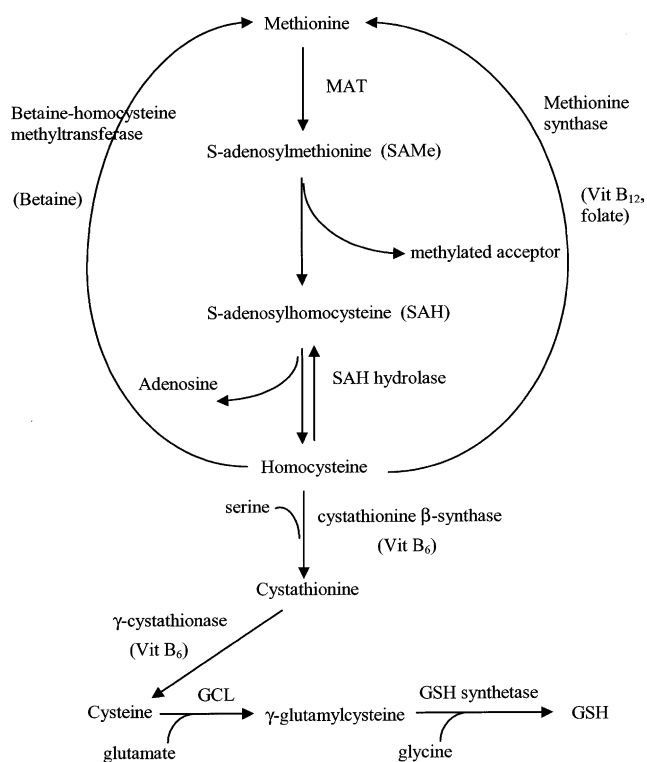 Methionine
MAT
Betaine-homocysteine
methyltransferase
Methionine
synthase
S-adenosylmethionine (SAMe)
(Betaine)
(Vit B₁₂,
folate)
methylated acceptor
S-adenosylhomocysteine (SAH)
Adenosine
SAH hydrolase
Homocysteine
serine
cystathionine β-synthase
(Vit B₆)
Cystathionine
γ-cystathionase
(Vit B₆)
Cysteine
GCL
γ-glutamylcysteine
GSH synthetase
GSH
glutamate
glycine